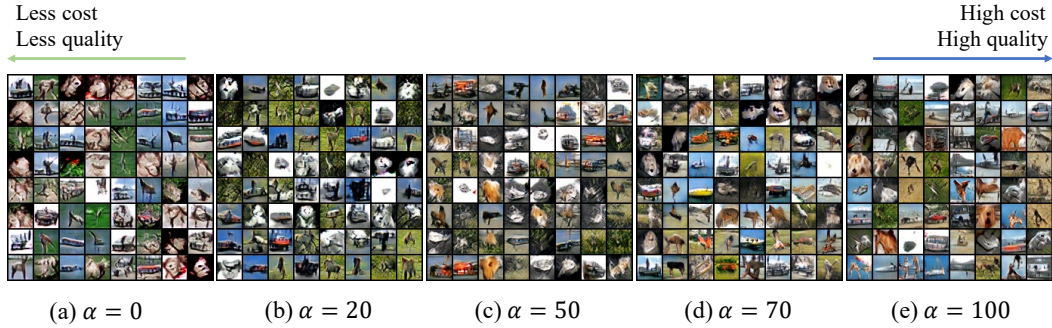 Less cost
Less quality
High cost
High quality
(a) α = 0
(b) α = 20
(c) α = 50
(d) α = 70
(e) α = 100